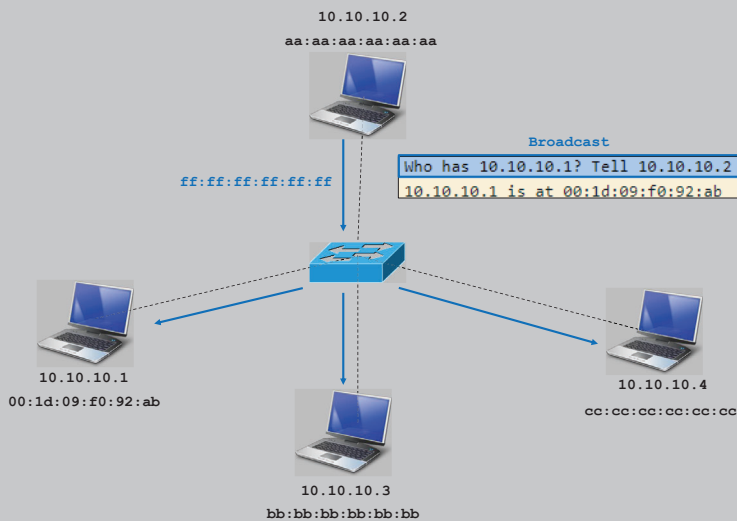 10.10.10.2
aa:aa:aa:aa:aa:aa
Broadcast
Who has 10.10.10.1? Tell 10.10.10.2
10.10.10.1 is at 00:1d:09:f0:92:ab
ff:ff:ff:ff:ff:ff
10.10.10.1
00:1d:09:f0:92:ab
10.10.10.4
cc:cc:cc:cc:cc:cc
10.10.10.3
bb:bb:bb:bb:bb:bb